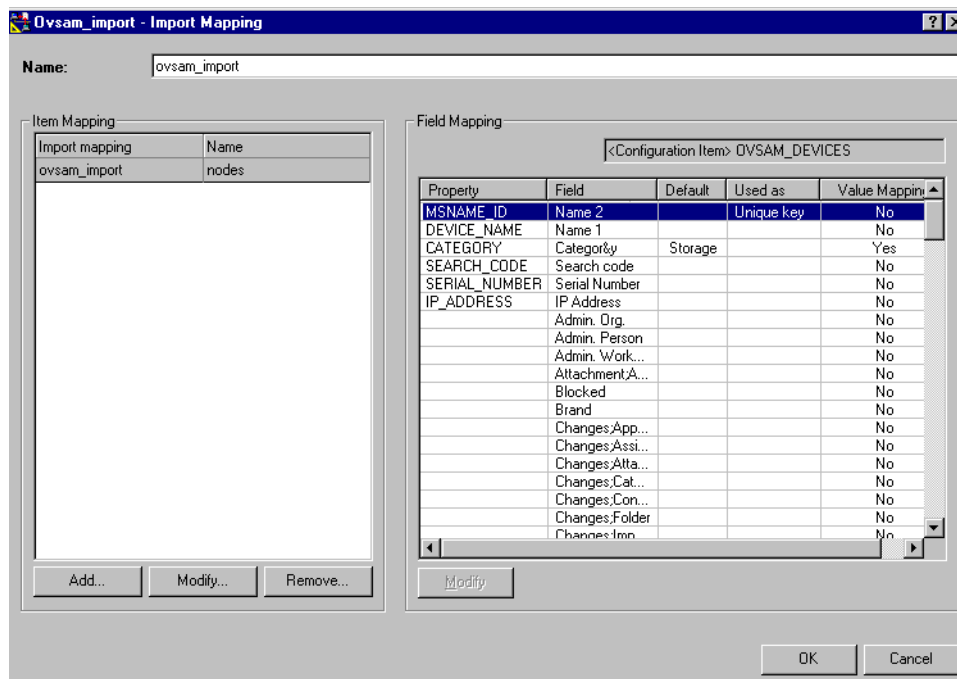 Ovsam_import - Import Mapping
Name: ovsam_import
Item Mapping
Import mapping Name
ovsam_import nodes
Add... Modify... Remove...
Field Mapping
<Configuration Item> OVSAM_DEVICES
Property Field Default Used as Value Mapping
MSNAME_ID Name 2 Unique key No
DEVICE_NAME Name 1 No
CATEGORY Categor&y Storage Yes
SEARCH_CODE Search code No
SERIAL_NUMBER Serial Number No
IP_ADDRESS IP Address No
Admin. Org. No
Admin. Person No
Admin. Work... No
Attachment;A... No
Blocked No
Brand No
Changes;App... No
Changes;Assi... No
Changes;Atta... No
Changes;Cat... No
Changes;Con... No
Changes;Folder No
Changes;Imp... No
Modify
OK Cancel